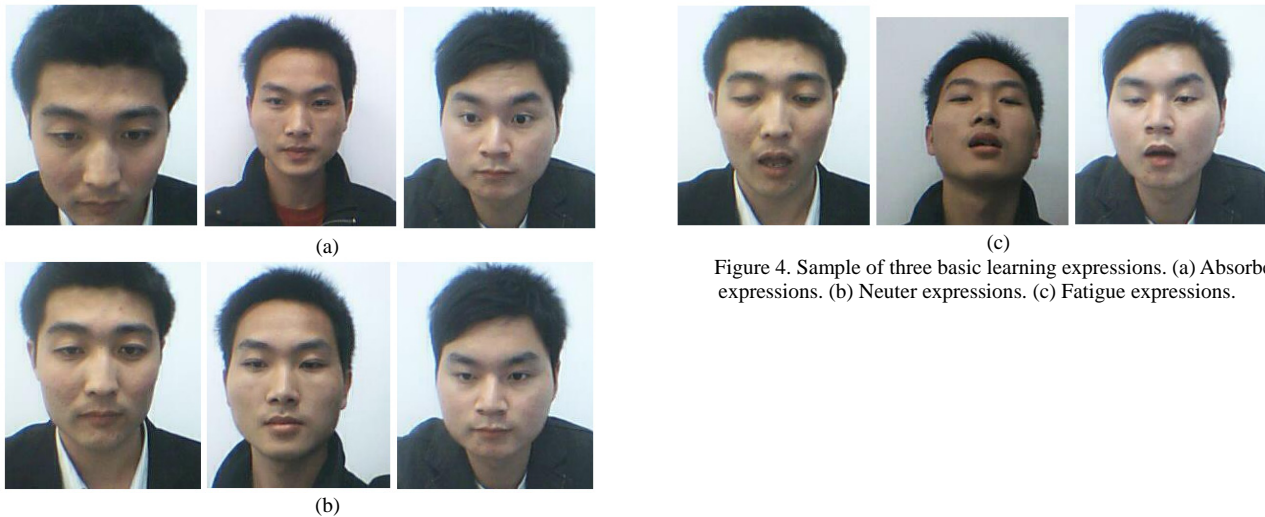 (a)
(b)
(c)
Figure 4. Sample of three basic learning expressions. (a) Absorbe
expressions. (b) Neuter expressions. (c) Fatigue expressions.